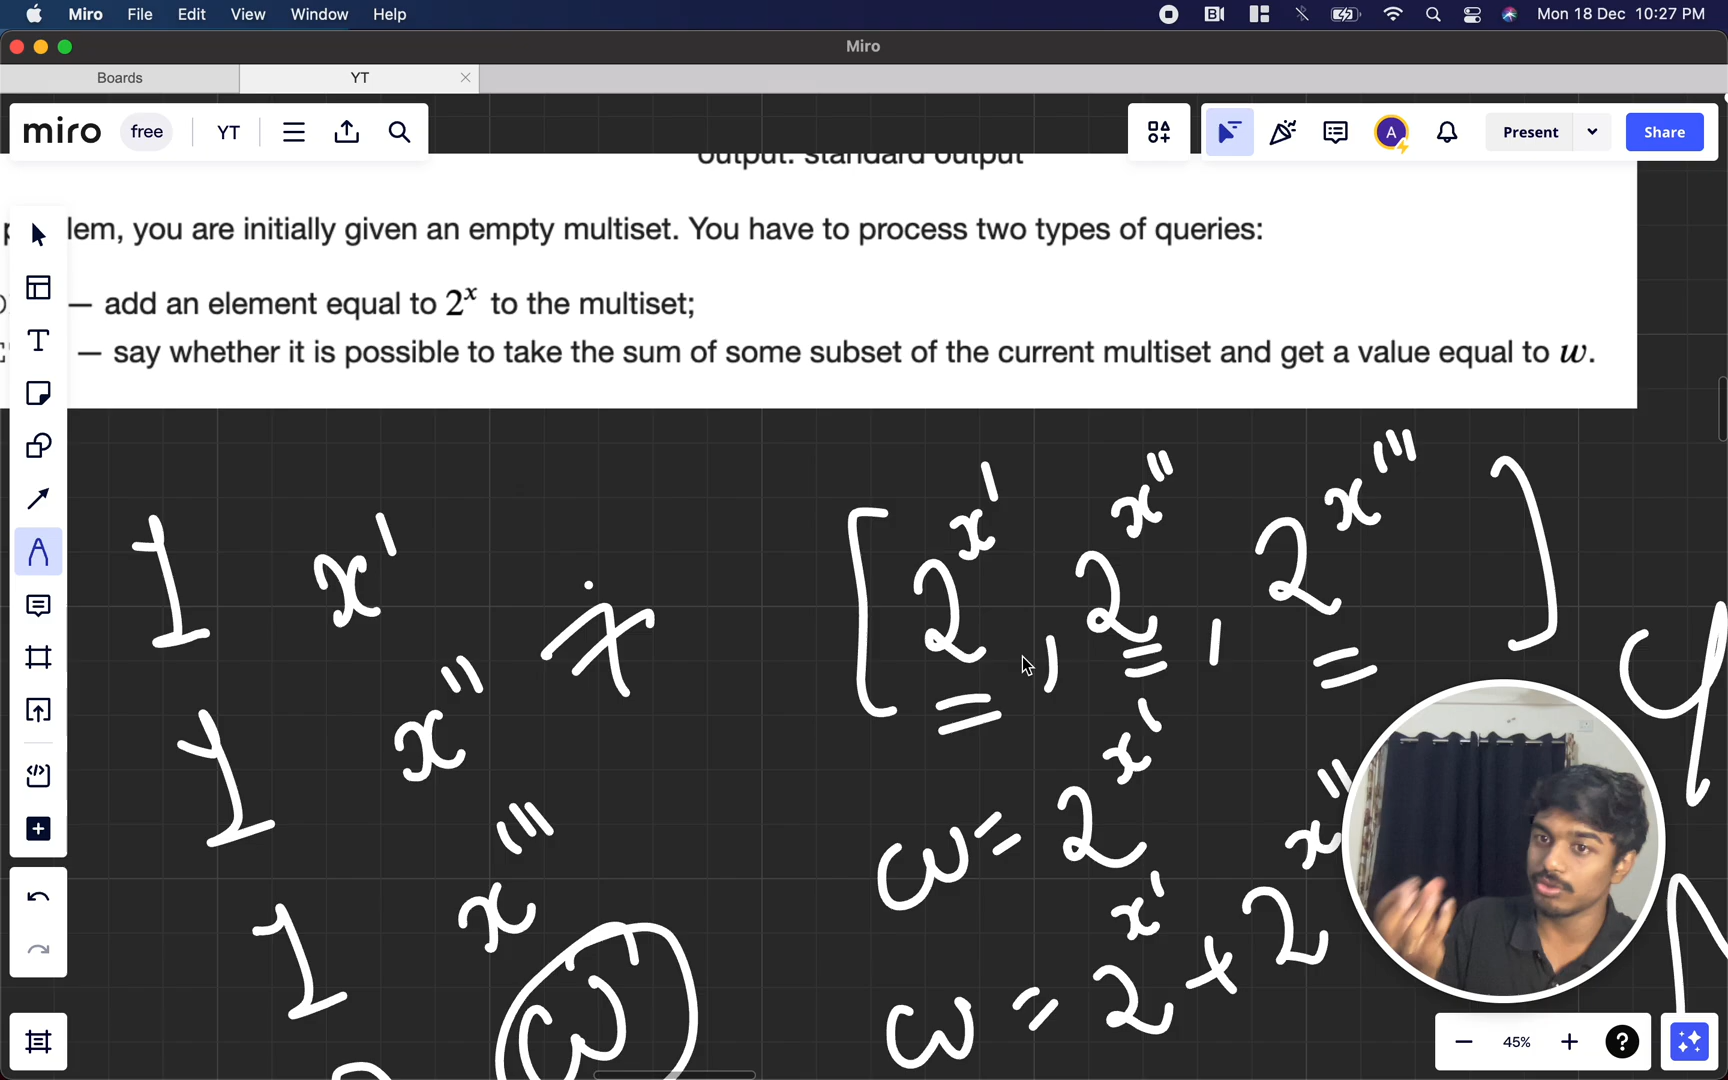 Miro File Edit View Window Help Mon 18 Dec 10:27 PM
Miro
Boards YT
miro free YT Present Share
output: standard output
lem, you are initially given an empty multiset. You have to process two types of queries:
— add an element equal to 2^x to the multiset;
— say whether it is possible to take the sum of some subset of the current multiset and get a value equal to w.
1 x' [2^x', 2^x'', 2^x''']
1 x''
w = 2^x'
1 x'''
w = 2^x' + 2^x''
w
A
45%